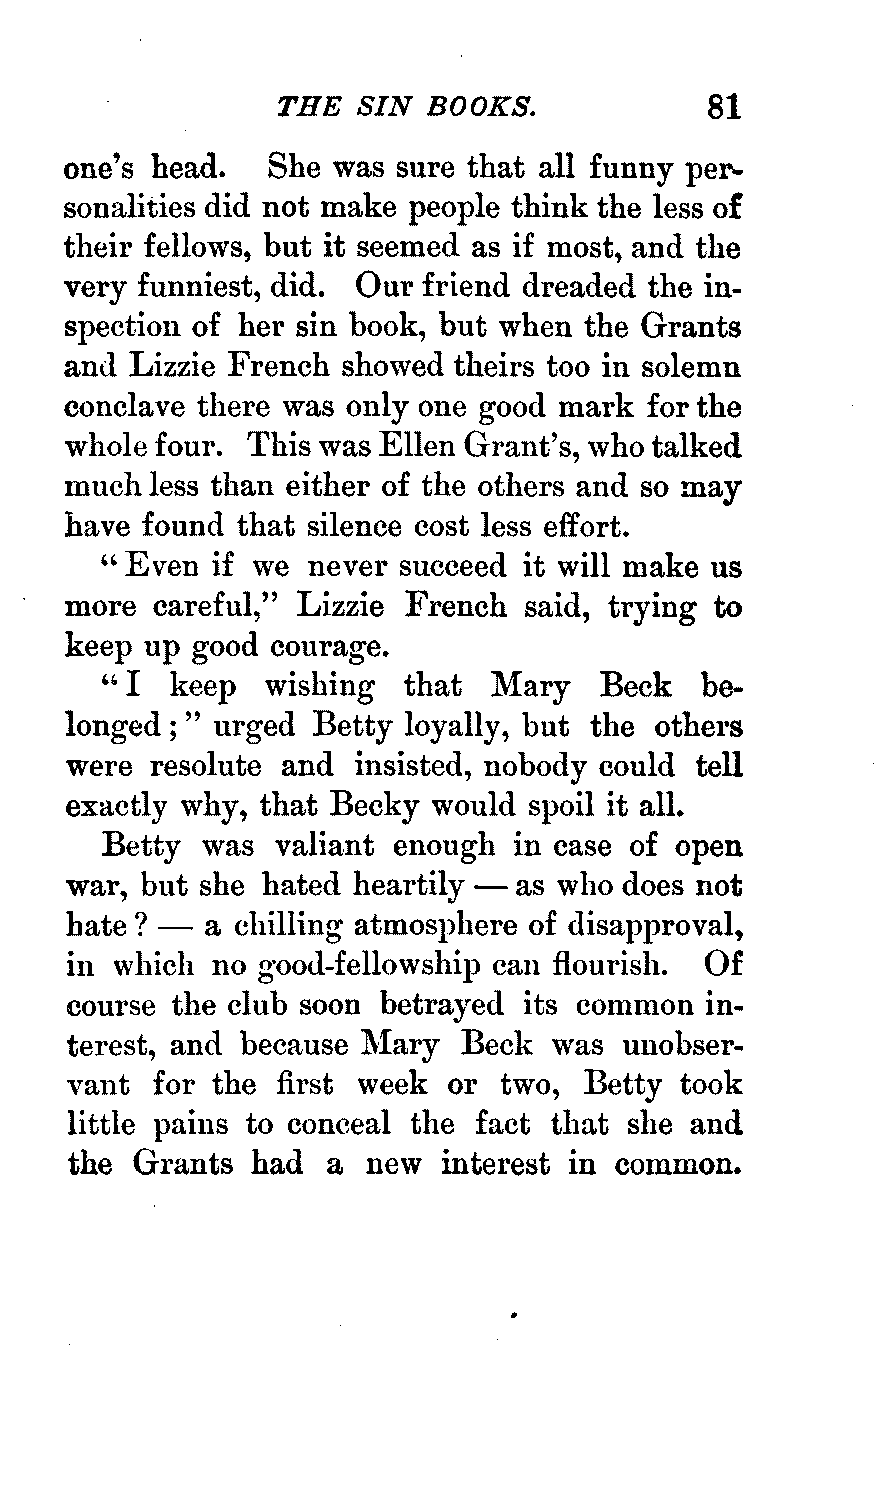 THE SIN BOOKS. 81
one's head. She was sure that all funny per-
sonalities did not make people think the less of
their fellows, but it seemed as if most, and the
very funniest, did. Our friend dreaded the in-
spection of her sin book, but when the Grants
and Lizzie French showed theirs too in solemn
conclave there was only one good mark for the
whole four. This was Ellen Grant's, who talked
much less than either of the others and so may
have found that silence cost less effort.
"Even if we never succeed it will make us
more careful," Lizzie French said, trying to
keep up good courage.
"I keep wishing that Mary Beck be-
longed;" urged Betty loyally, but the others
were resolute and insisted, nobody could tell
exactly why, that Becky would spoil it all.
Betty was valiant enough in case of open
war, but she hated heartily — as who does not
hate? — a chilling atmosphere of disapproval,
in which no good-fellowship can flourish. Of
course the club soon betrayed its common in-
terest, and because Mary Beck was unobser-
vant for the first week or two, Betty took
little pains to conceal the fact that she and
the Grants had a new interest in common.